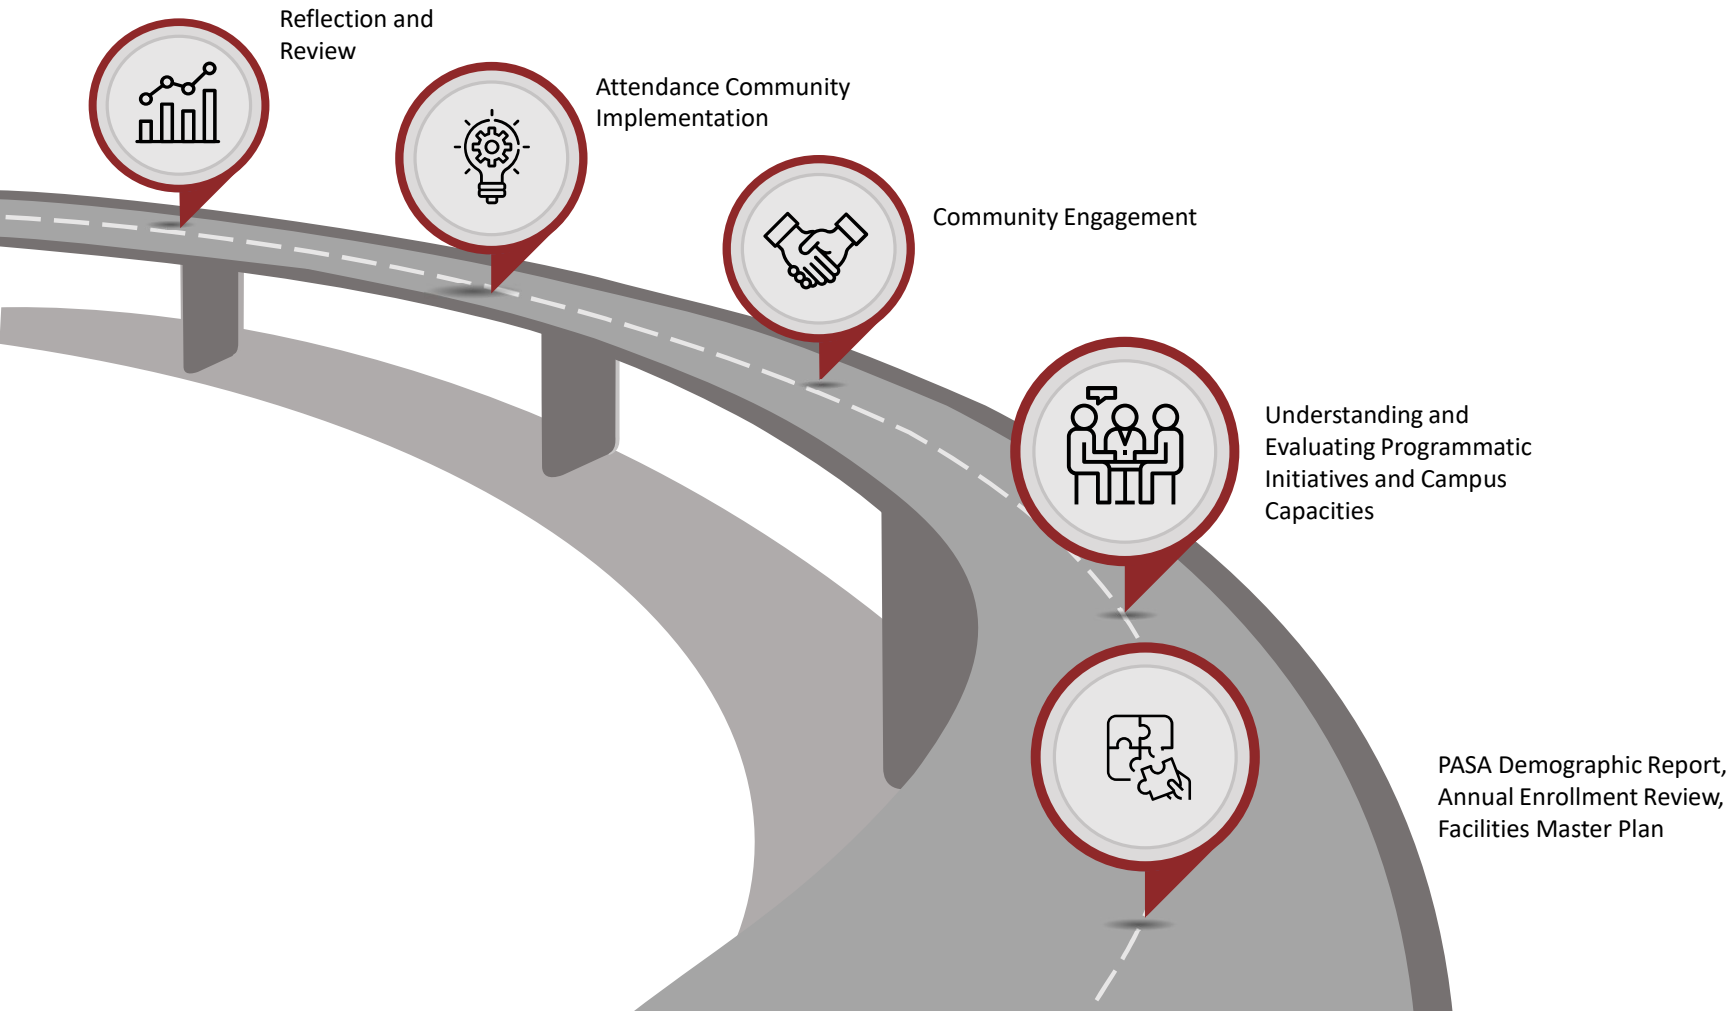 Reflection and
Review
Attendance Community
Implementation
Community Engagement
Understanding and
Evaluating Programmatic
Initiatives and Campus
Capacities
PASA Demographic Report,
Annual Enrollment Review,
Facilities Master Plan